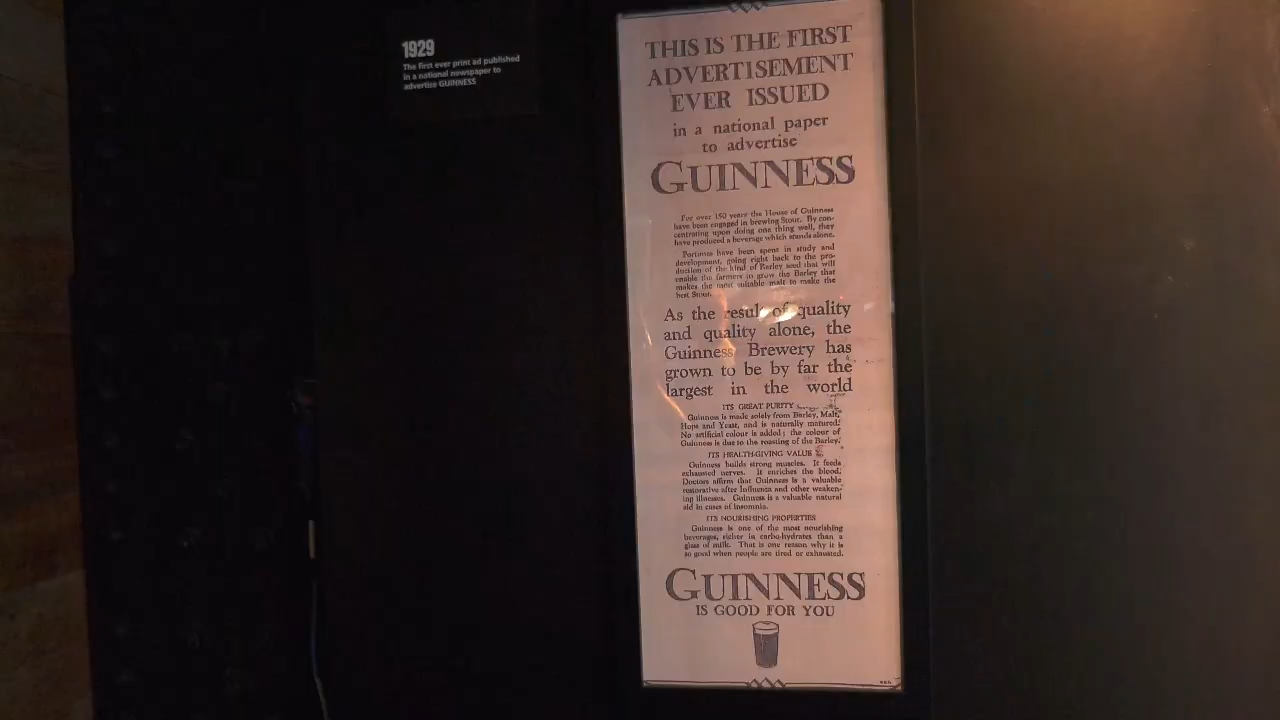 1929
The first ever print ad published
in a national newspaper to
advertise GUINNESS
THIS IS THE FIRST
ADVERTISEMENT
EVER ISSUED
in a national paper
to advertise
GUINNESS
For over 150 years the House of Guinness
have been engaged in brewing Stout. By con-
centrating upon doing one thing well, they
have produced a beverage which stands alone.
Fortunes have been spent in study and
development, going right back to the pro-
duction of the kind of Barley seed that will
enable the farmers to grow the Barley that
makes the most suitable malt to make the
best Stout.
As the result of quality
and quality alone, the
Guinness Brewery has
grown to be by far the
largest in the world
ITS GREAT PURITY
Guinness is made solely from Barley, Malt,
Hops and Yeast, and is naturally matured.
No artificial colour is added; the colour of
Guinness is due to the roasting of the Barley.
ITS HEALTH-GIVING VALUE
Guinness builds strong muscles. It feeds
exhausted nerves. It enriches the blood.
Doctors affirm that Guinness is a valuable
restorative after Influenza and other weaken-
ing illnesses. Guinness is a valuable natural
aid in cases of insomnia.
ITS NOURISHING PROPERTIES
Guinness is one of the most nourishing
beverages, richer in carbo-hydrates than a
glass of milk. That is one reason why it is
so good when people are tired or exhausted.
GUINNESS
IS GOOD FOR YOU